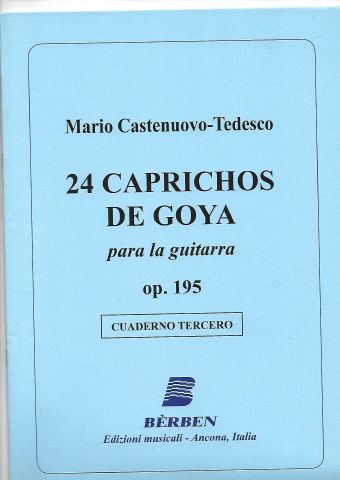 Mario Castenuovo-Tedesco
24 CAPRICHOS
DE GOYA
para la guitarra
op. 195
CUADERNO TERCERO
BÈRBEN
Edizioni musicali - Ancona, Italia